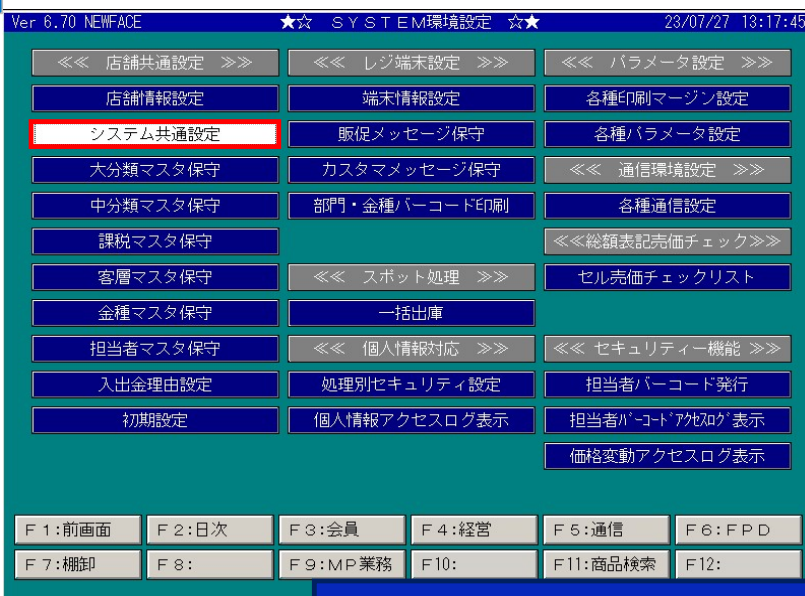 Ver 6.70 NEWFACE ★☆ SYSTEM環境設定 ☆★ 23/07/27 13:17:45
≪≪ 店舗共通設定 ≫≫ ≪≪ レジ端末設定 ≫≫ ≪≪ パラメータ設定 ≫≫
店舗情報設定 端末情報設定 各種印刷マージン設定
システム共通設定 販促メッセージ保守 各種パラメータ設定
大分類マスタ保守 カスタマメッセージ保守 ≪≪ 通信環境設定 ≫≫
中分類マスタ保守 部門・金種バーコード印刷 各種通信設定
課税マスタ保守 ≪≪総額表記売価チェック≫≫
客層マスタ保守 ≪≪ スポット処理 ≫≫ セル売価チェックリスト
金種マスタ保守 一括出庫
担当者マスタ保守 ≪≪ 個人情報対応 ≫≫ ≪≪ セキュリティー機能 ≫≫
入出金理由設定 処理別セキュリティ設定 担当者バーコード発行
初期設定 個人情報アクセスログ表示 担当者ﾊﾞｰｺｰﾄﾞｱｸｾｽﾛｸﾞ表示
価格変動アクセスログ表示
F1:前画面 F2:日次 F3:会員 F4:経営 F5:通信 F6:FPD
F7:棚卸 F8: F9:MP業務 F10: F11:商品検索 F12: